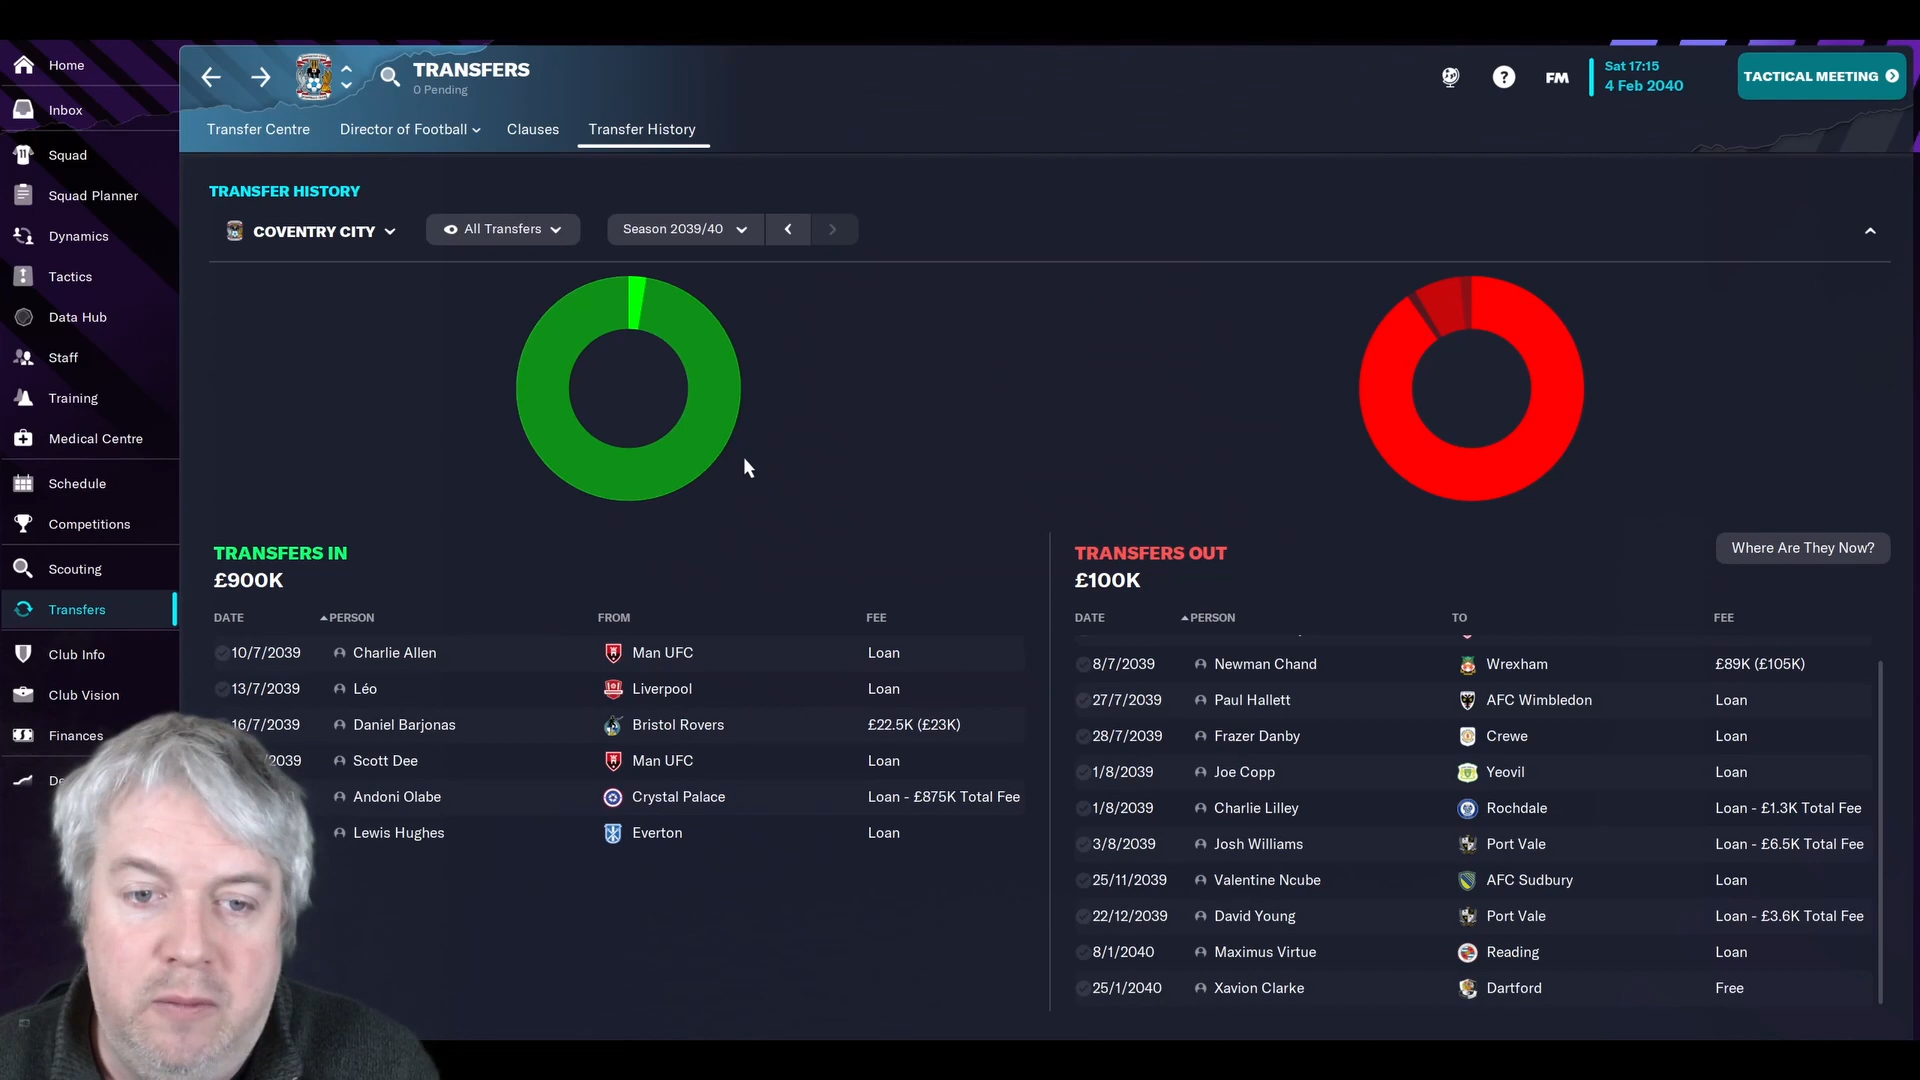 Home
Inbox
Squad
Squad Planner
Dynamics
Tactics
Data Hub
Staff
Training
Medical Centre
Schedule
Competitions
Scouting
Transfers
Club Info
Club Vision
Finances
De
TRANSFERS
0 Pending
FM
Sat 17:15
4 Feb 2040
TACTICAL MEETING
Transfer Centre
Director of Football
Clauses
Transfer History
TRANSFER HISTORY
COVENTRY CITY
All Transfers
Season 2039/40
TRANSFERS IN
£900K
DATE PERSON FROM FEE
10/7/2039 Charlie Allen Man UFC Loan
13/7/2039 Léo Liverpool Loan
16/7/2039 Daniel Barjonas Bristol Rovers £22.5K (£23K)
/2039 Scott Dee Man UFC Loan
Andoni Olabe Crystal Palace Loan - £875K Total Fee
Lewis Hughes Everton Loan
TRANSFERS OUT
£100K
Where Are They Now?
DATE PERSON TO FEE
8/7/2039 Newman Chand Wrexham £89K (£105K)
27/7/2039 Paul Hallett AFC Wimbledon Loan
28/7/2039 Frazer Danby Crewe Loan
1/8/2039 Joe Copp Yeovil Loan
1/8/2039 Charlie Lilley Rochdale Loan - £1.3K Total Fee
3/8/2039 Josh Williams Port Vale Loan - £6.5K Total Fee
25/11/2039 Valentine Ncube AFC Sudbury Loan
22/12/2039 David Young Port Vale Loan - £3.6K Total Fee
8/1/2040 Maximus Virtue Reading Loan
25/1/2040 Xavion Clarke Dartford Free